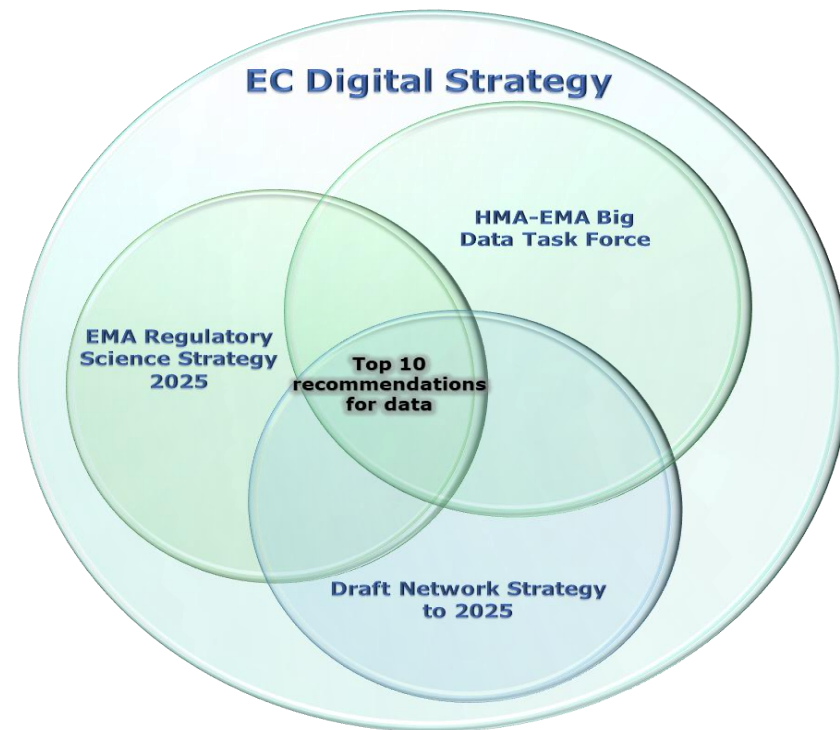 EC Digital Strategy
HMA-EMA Big
Data Task Force
EMA Regulatory
Science Strategy
2025
Top 10
recommendations
for data
Draft Network Strategy
to 2025